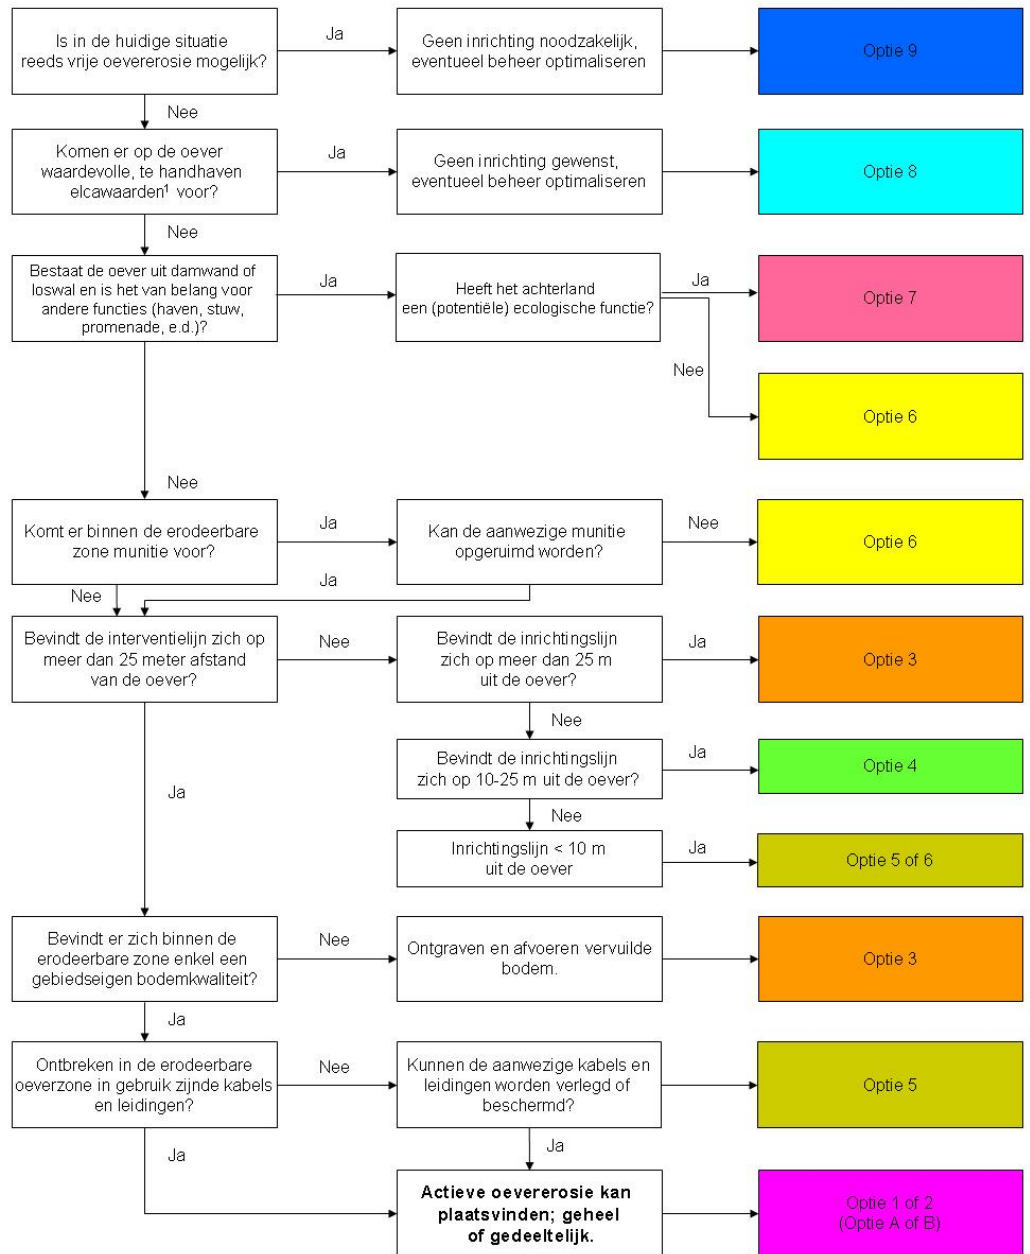 Is in de huidige situatie
reeds vrije oevererosie mogelijk?
Ja
Geen inrichting noodzakelijk,
eventueel beheer optimaliseren
Optie 9
Nee
Komen er op de oever
waardevolle, te handhaven
elcawaarden¹ voor?
Ja
Geen inrichting gewenst,
eventueel beheer optimaliseren
Optie 8
Nee
Bestaat de oever uit damwand of
loswal en is het van belang voor
andere functies (haven, stuw,
promenade, e.d.)?
Ja
Heeft het achterland
een (potentiële) ecologische functie?
Ja
Optie 7
Nee
Optie 6
Nee
Komt er binnen de erodeerbare
zone munitie voor?
Ja
Kan de aanwezige munitie
opgeruimd worden?
Nee
Optie 6
Ja
Nee
Bevindt de interventielijn zich op
meer dan 25 meter afstand
van de oever?
Nee
Bevindt de inrichtingslijn
zich op meer dan 25 m
uit de oever?
Ja
Optie 3
Nee
Bevindt de inrichtingslijn
zich op 10-25 m uit de oever?
Ja
Optie 4
Ja
Nee
Inrichtingslijn < 10 m
uit de oever
Ja
Optie 5 of 6
Bevindt er zich binnen de
erodeerbare zone enkel een
gebiedseigen bodemkwaliteit?
Nee
Ontgraven en afvoeren vervuilde
bodem.
Optie 3
Ja
Ontbreken in de erodeerbare
oeverzone in gebruik zijnde kabels
en leidingen?
Nee
Kunnen de aanwezige kabels en
leidingen worden verlegd of
beschermd?
Optie 5
Ja
Ja
Actieve oevererosie kan
plaatsvinden; geheel
of gedeeltelijk.
Optie 1 of 2
(Optie A of B)